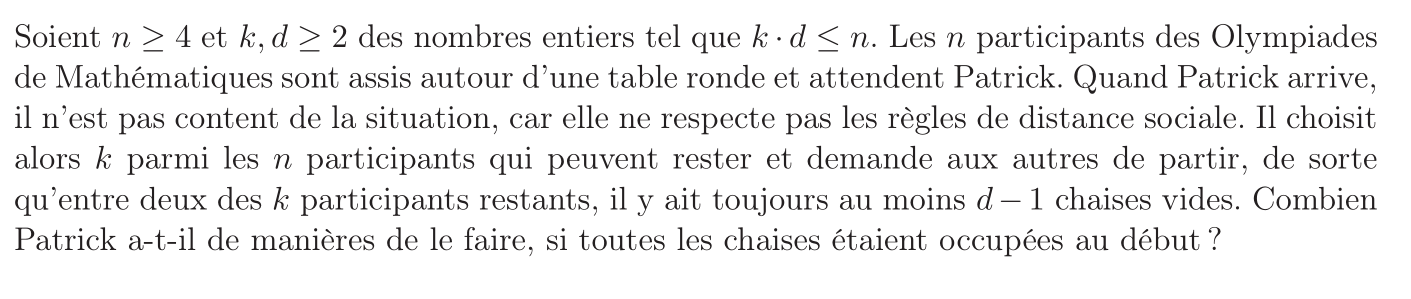 Soient n ≥ 4 et k, d ≥ 2 des nombres entiers tel que k · d ≤ n. Les n participants des Olympiades
de Mathématiques sont assis autour d'une table ronde et attendent Patrick. Quand Patrick arrive,
il n'est pas content de la situation, car elle ne respecte pas les règles de distance sociale. Il choisit
alors k parmi les n participants qui peuvent rester et demande aux autres de partir, de sorte
qu'entre deux des k participants restants, il y ait toujours au moins d − 1 chaises vides. Combien
Patrick a-t-il de manières de le faire, si toutes les chaises étaient occupées au début ?